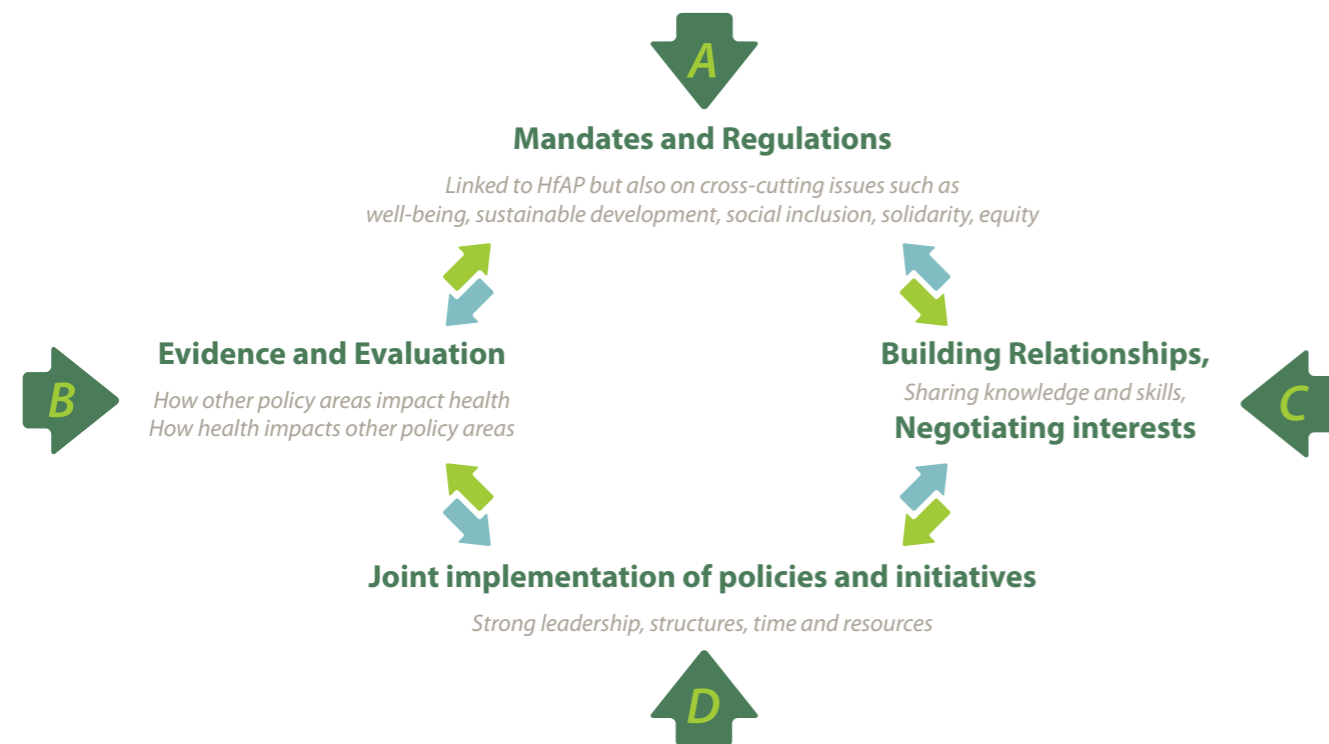 A
Mandates and Regulations
Linked to HfAP but also on cross-cutting issues such as
well-being, sustainable development, social inclusion, solidarity, equity
B
Evidence and Evaluation
How other policy areas impact health
How health impacts other policy areas
Building Relationships,
Sharing knowledge and skills,
Negotiating interests
C
Joint implementation of policies and initiatives
Strong leadership, structures, time and resources
D